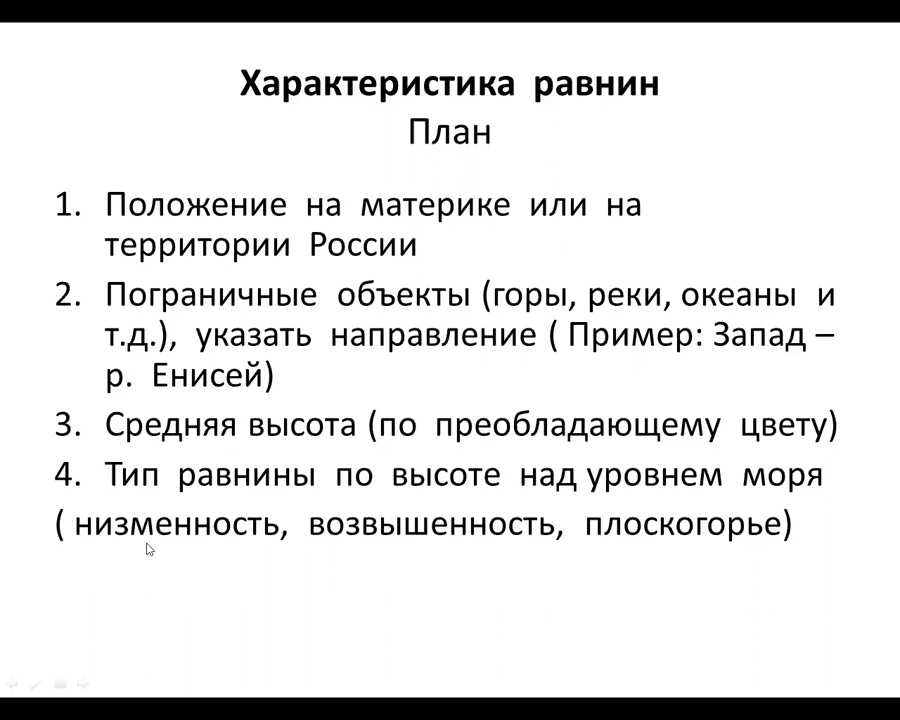 Характеристика равнин
План
1. Положение на материке или на
территории России
2. Пограничные объекты (горы, реки, океаны и
т.д.), указать направление ( Пример: Запад –
р. Енисей)
3. Средняя высота (по преобладающему цвету)
4. Тип равнины по высоте над уровнем моря
( низменность, возвышенность, плоскогорье)